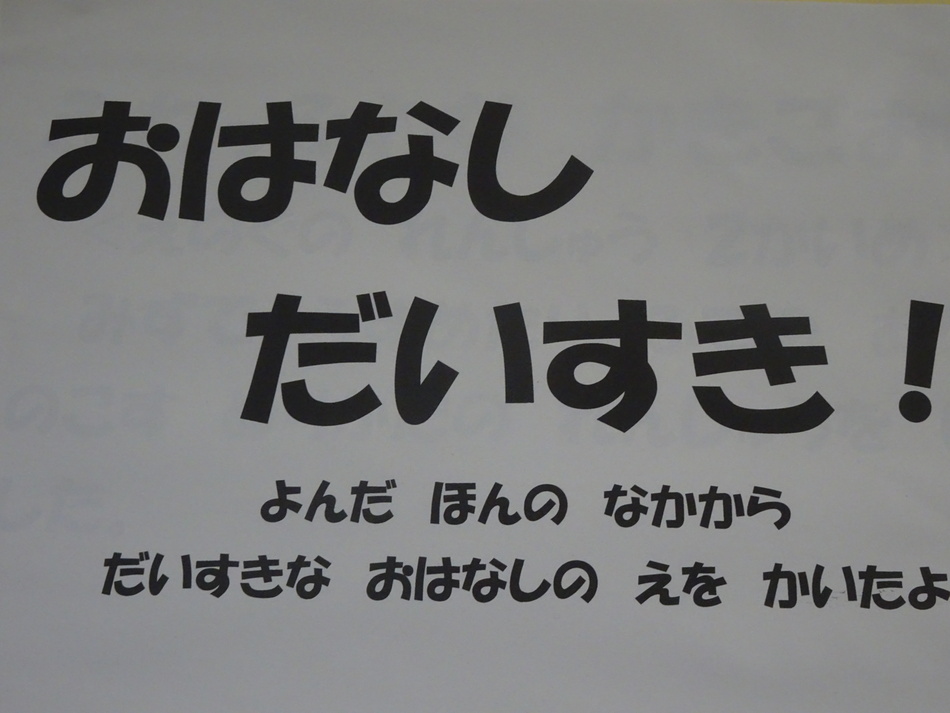 おはなし
だいすき！
よんだ ほんの なかから
だいすきな おはなしの えを かいたよ